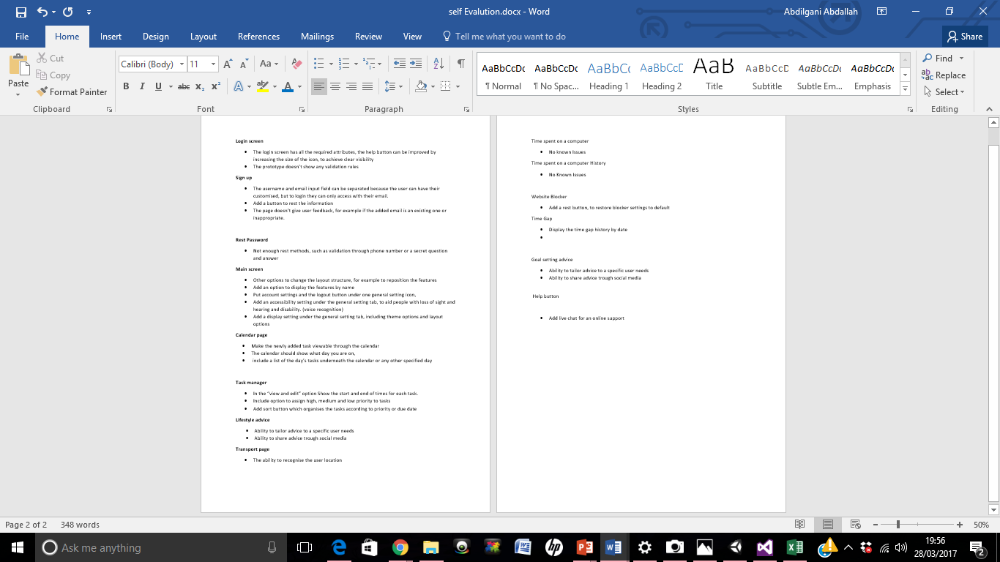 self Evalution.docx - Word
Abdilgani Abdallah
File Home Insert Design Layout References Mailings Review View Tell me what you want to do Share
Paste
Cut
Copy
Format Painter
Clipboard
Calibri (Body) 11
Aa
B I U abc x₂ x² A ab A
Font
Paragraph
AaBbCcDc AaBbCcDc AaBbCc AaBbCcD AaB AaBbCcD AaBbCcDc AaBbCcDc
¶ Normal ¶ No Spac... Heading 1 Heading 2 Title Subtitle Subtle Em... Emphasis
Styles
Find
Replace
Select
Editing
Login screen
• The login screen has all the required attributes, the help button can be improved by
increasing the size of the icon, to achieve clear visibility
• The prototype doesn't show any validation rules
Sign up
• The username and email input field can be separated because the user can have their
customised, but to login they can only access with their email.
• Add a button to rest the information
• The page doesn't give user feedback, for example if the added email is an existing one or
inappropriate.
Rest Password
• Not enough rest methods, such as validation through phone number or a secret question
and answer
Main screen
• Other options to change the layout structure, for example to reposition the features
• Add an option to display the features by name
• Put account settings and the logout button under one general setting icon,
• Add an accessibility setting under the general setting tab, to aid people with loss of sight and
hearing and disability. (voice recognition)
• Add a display setting under the general setting tab, including theme options and layout
options
Calendar page
• Make the newly added task viewable through the calendar
• The calendar should show what day you are on,
• include a list of the day's tasks underneath the calendar or any other specified day
Task manager
• In the "view and edit" option Show the start and end of times for each task.
• Include option to assign high, medium and low priority to tasks
• Add sort button which organises the tasks according to priority or due date
Lifestyle advice
• Ability to tailor advice to a specific user needs
• Ability to share advice trough social media
Transport page
• The ability to recognise the user location
Time spent on a computer
• No known Issues
Time spent on a computer History
• No Known Issues
Website Blocker
• Add a rest button, to restore blocker settings to default
Time Gap
• Display the time gap history by date
•
Goal setting advice
• Ability to tailor advice to a specific user needs
• Ability to share advice trough social media
Help button
• Add live chat for an online support
Page 2 of 2 348 words
50%
Ask me anything
19:56
28/03/2017
2